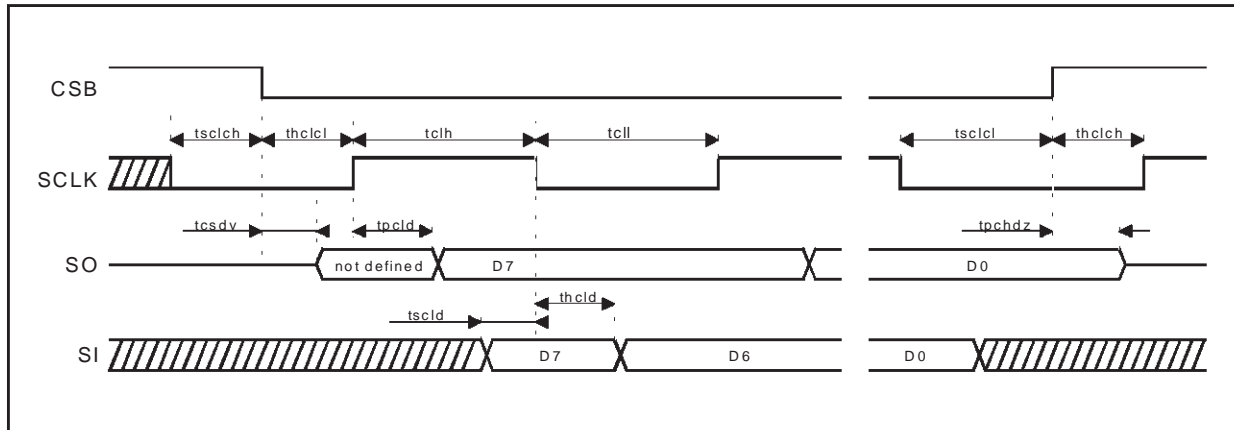 CSB
tsclch thclcl tclh tcll tsclcl thclch
SCLK
tcsdv tpcld tpchdz
SO not defined D7 D0
thcld
tscld
SI D7 D6 D0